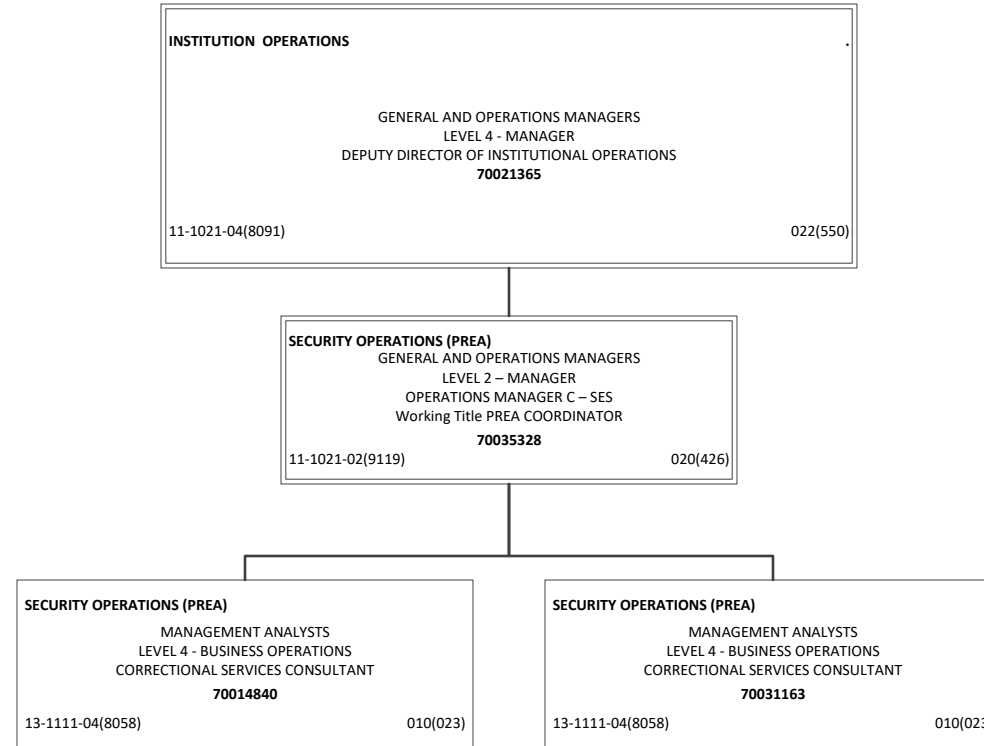 INSTITUTION OPERATIONS .
GENERAL AND OPERATIONS MANAGERS
LEVEL 4 - MANAGER
DEPUTY DIRECTOR OF INSTITUTIONAL OPERATIONS
70021365
11-1021-04(8091) 022(550)
SECURITY OPERATIONS (PREA)
GENERAL AND OPERATIONS MANAGERS
LEVEL 2 – MANAGER
OPERATIONS MANAGER C – SES
Working Title PREA COORDINATOR
70035328
11-1021-02(9119) 020(426)
SECURITY OPERATIONS (PREA)
MANAGEMENT ANALYSTS
LEVEL 4 - BUSINESS OPERATIONS
CORRECTIONAL SERVICES CONSULTANT
70014840
13-1111-04(8058) 010(023)
SECURITY OPERATIONS (PREA)
MANAGEMENT ANALYSTS
LEVEL 4 - BUSINESS OPERATIONS
CORRECTIONAL SERVICES CONSULTANT
70031163
13-1111-04(8058) 010(023